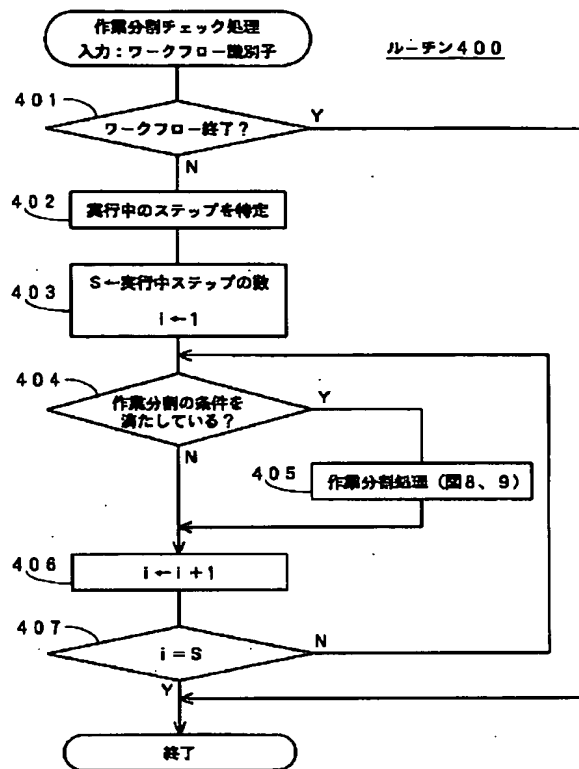 作業分割チェック処理
入力：ワークフロー識別子
ルーチン400
401
ワークフロー終了？
Y
N
402
実行中のステップを特定
403
S←実行中ステップの数
i←1
404
作業分割の条件を
満たしている？
Y
N
405
作業分割処理（図8、9）
406
i←i+1
407
i＝S
N
Y
終了